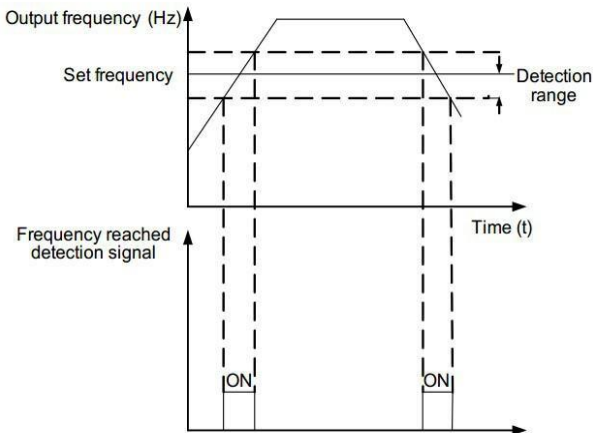 Output frequency (Hz)
Set frequency
Detection
range
Time (t)
Frequency reached
detection signal
ON
ON